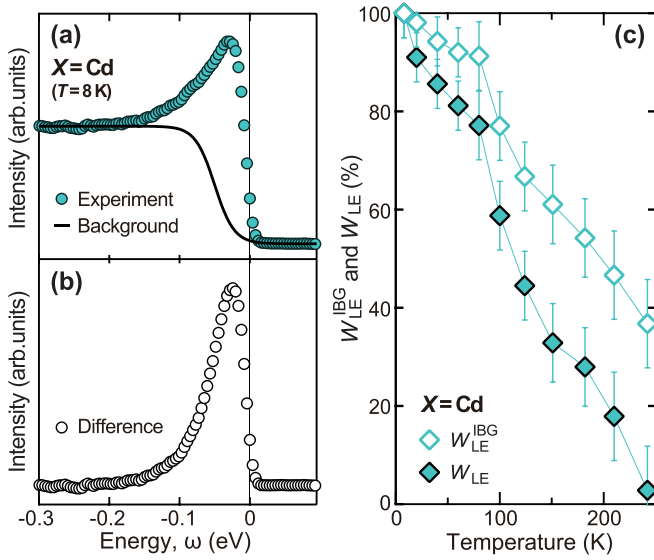 (a)
X = Cd
(T = 8 K)
Intensity (arb.units)
Experiment
Background
(b)
Intensity (arb.units)
Difference
-0.3 -0.2 -0.1 0
Energy, ω (eV)
(c)
100
80
60
40
20
0
W_LE^IBG and W_LE (%)
X = Cd
W_LE^IBG
W_LE
0 100 200
Temperature (K)